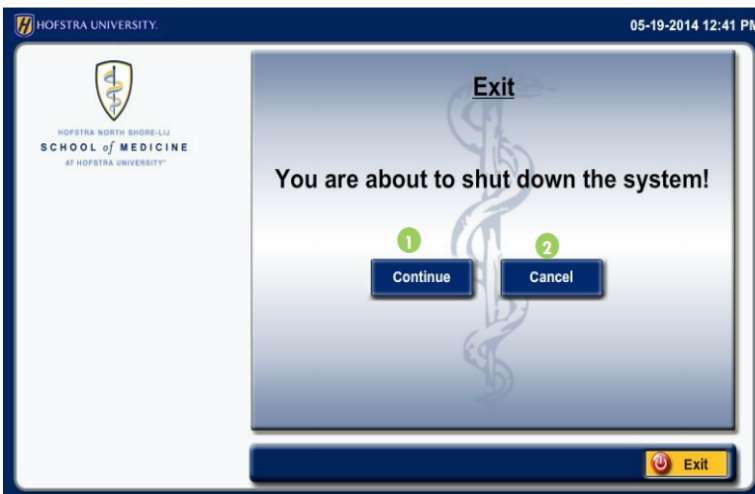 HOFSTRA UNIVERSITY.
05-19-2014 12:41 PM
HOFSTRA NORTH SHORE-LIJ
SCHOOL of MEDICINE
AT HOFSTRA UNIVERSITY
Exit
You are about to shut down the system!
1
2
Continue
Cancel
Exit